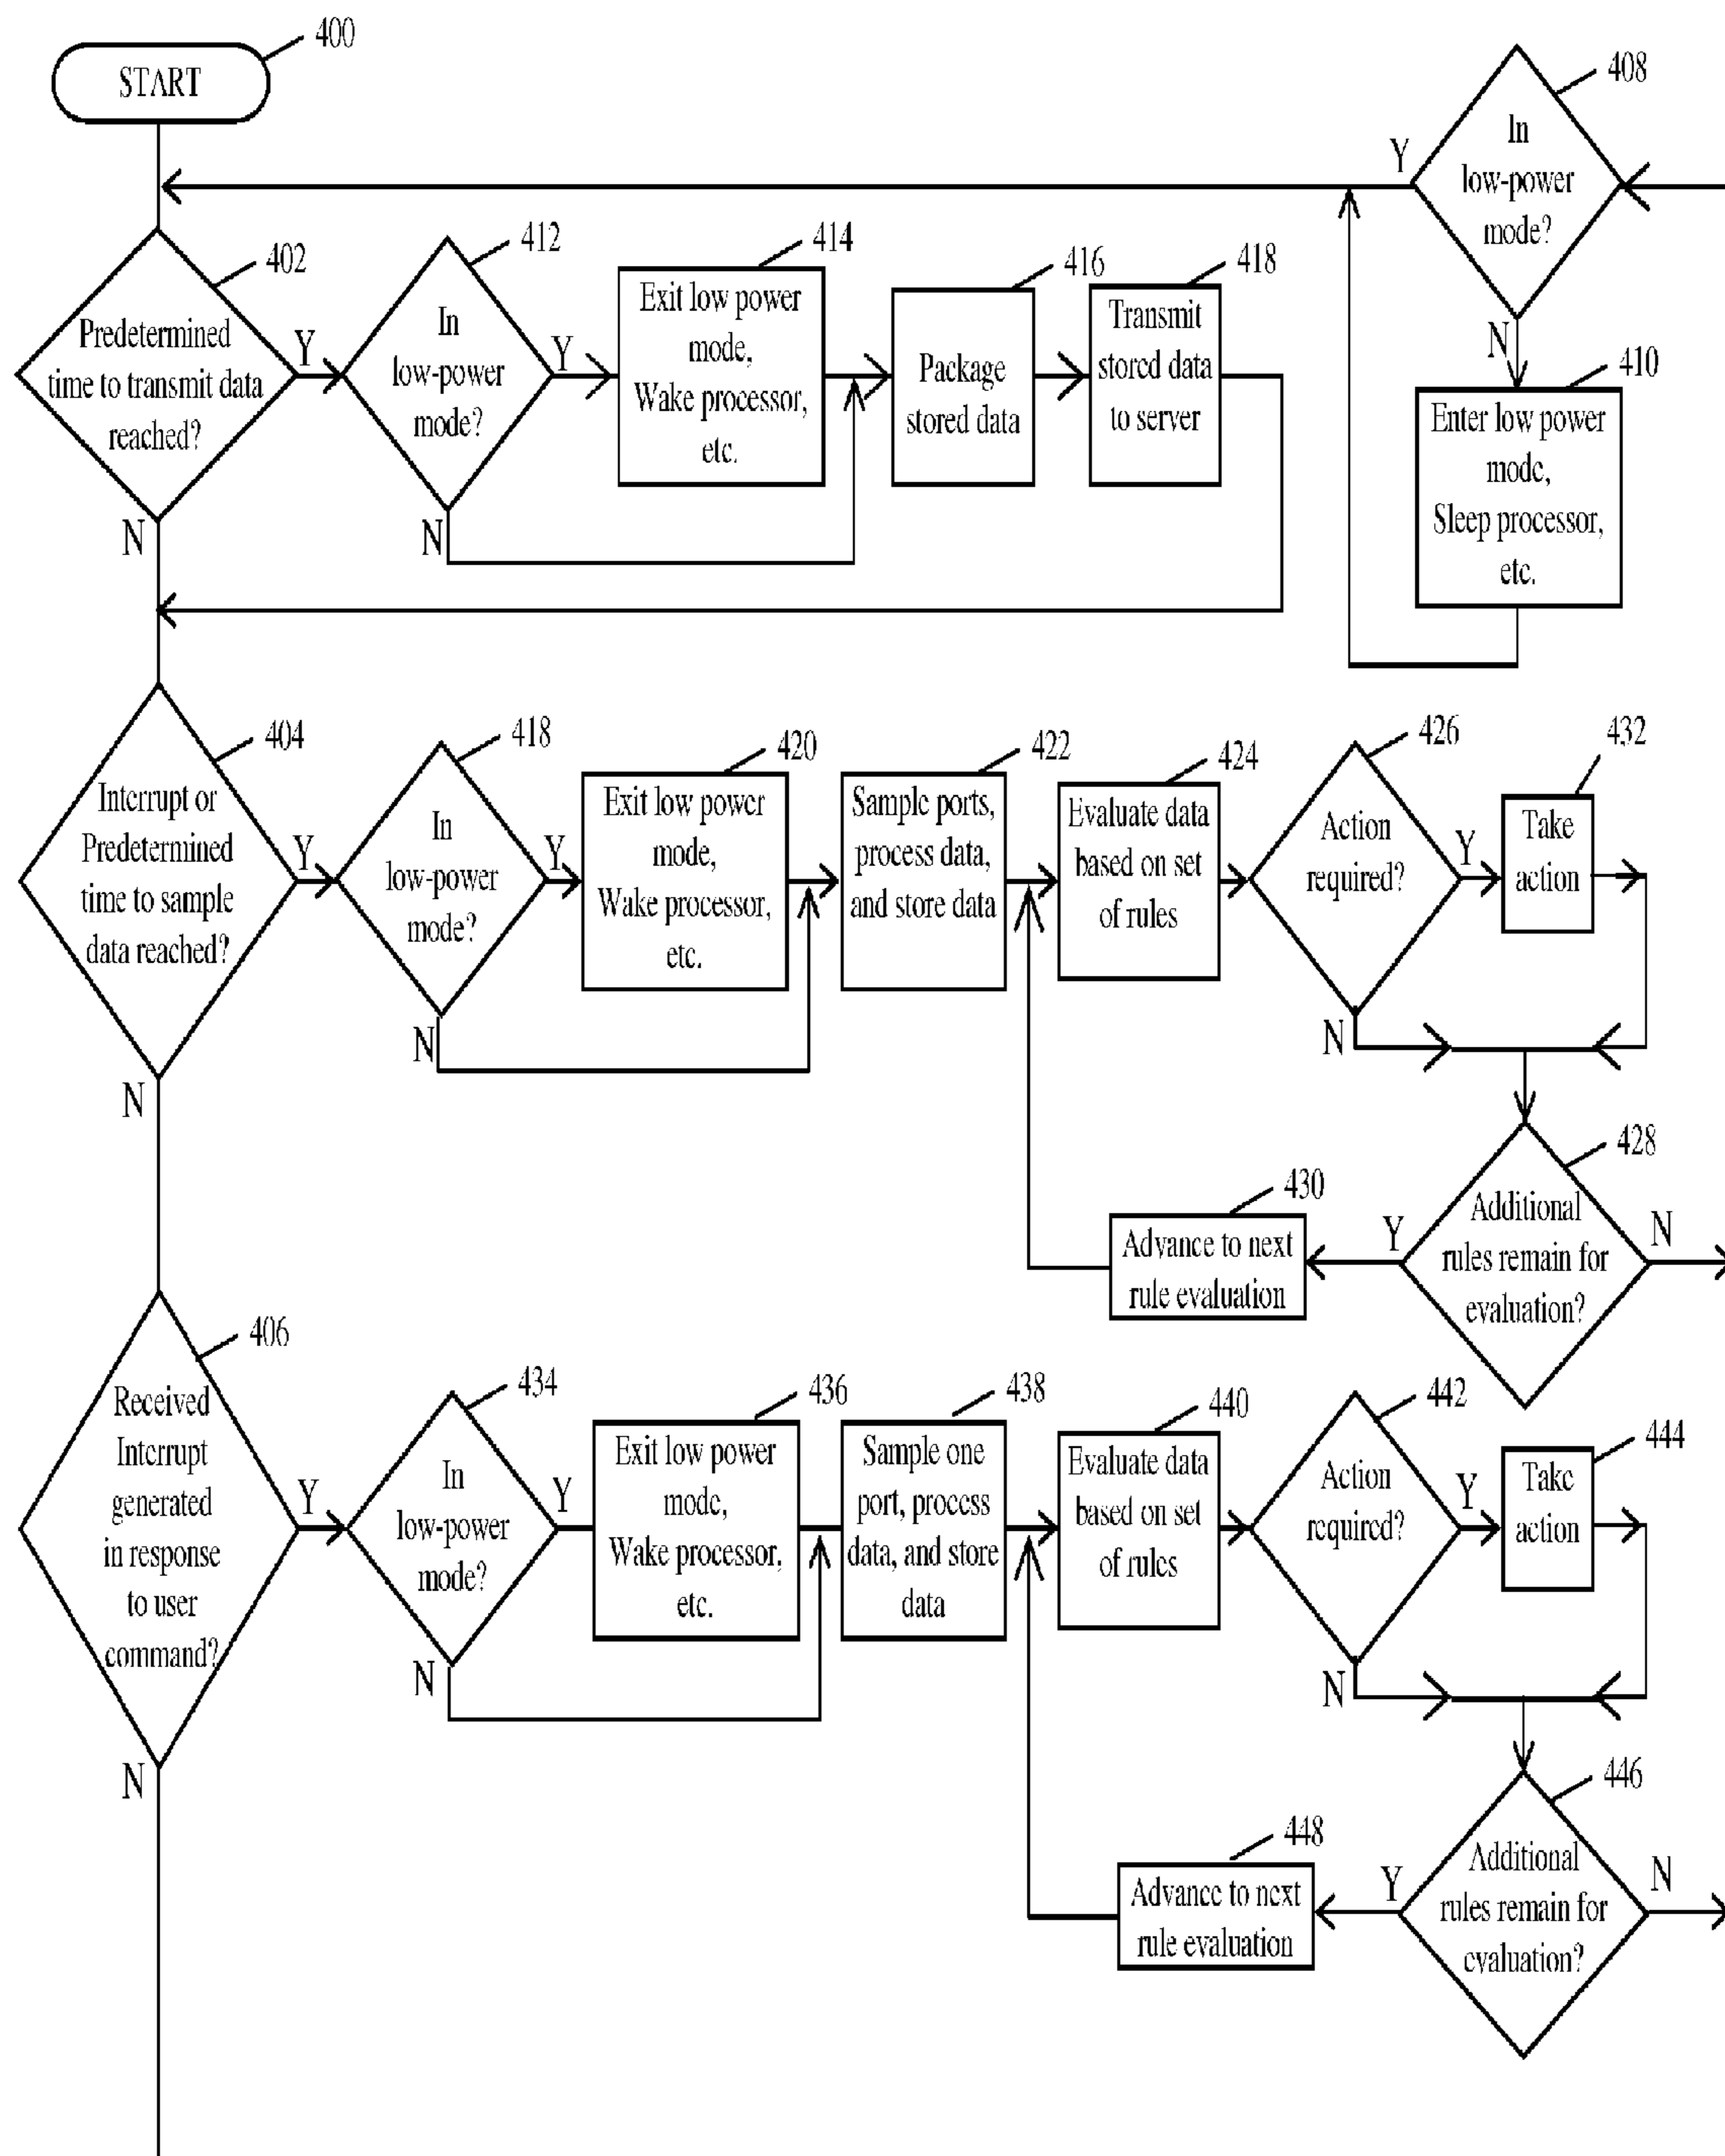 400
START
408
In
low-power
mode?
Y
N
410
Enter low power
mode,
Sleep processor,
etc.
402
Predetermined
time to transmit data
reached?
Y
N
412
In
low-power
mode?
Y
N
414
Exit low power
mode,
Wake processor,
etc.
416
Package
stored data
418
Transmit
stored data
to server
404
Interrupt or
Predetermined
time to sample
data reached?
Y
N
418
In
low-power
mode?
Y
N
420
Exit low power
mode,
Wake processor,
etc.
422
Sample ports,
process data,
and store data
424
Evaluate data
based on set
of rules
426
Action
required?
Y
N
432
Take
action
428
Additional
rules remain for
evaluation?
Y
N
430
Advance to next
rule evaluation
406
Received
Interrupt
generated
in response
to user
command?
Y
N
434
In
low-power
mode?
Y
N
436
Exit low power
mode,
Wake processor,
etc.
438
Sample one
port, process
data, and store
data
440
Evaluate data
based on set
of rules
442
Action
required?
Y
N
444
Take
action
446
Additional
rules remain for
evaluation?
Y
N
448
Advance to next
rule evaluation